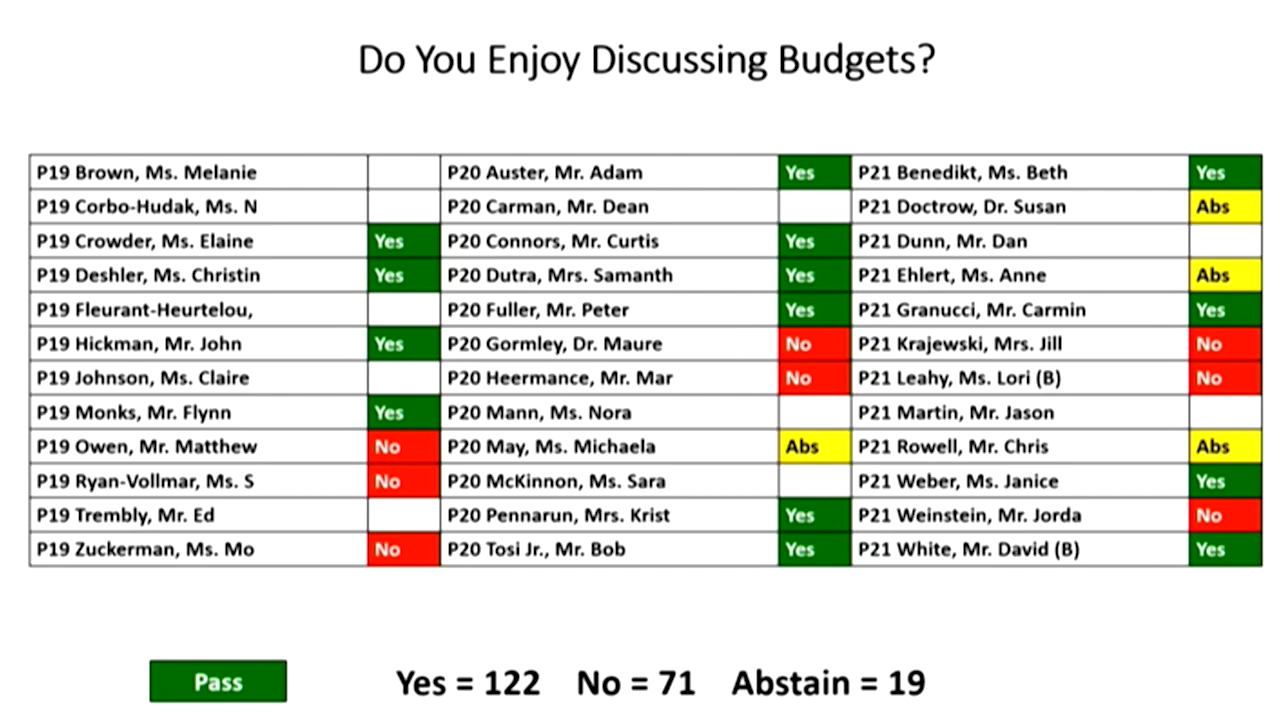 Do You Enjoy Discussing Budgets?
P19 Brown, Ms. Melanie P20 Auster, Mr. Adam Yes P21 Benedikt, Ms. Beth Yes
P19 Corbo-Hudak, Ms. N P20 Carman, Mr. Dean P21 Doctrow, Dr. Susan Abs
P19 Crowder, Ms. Elaine Yes P20 Connors, Mr. Curtis Yes P21 Dunn, Mr. Dan
P19 Deshler, Ms. Christin Yes P20 Dutra, Mrs. Samanth Yes P21 Ehlert, Ms. Anne Abs
P19 Fleurant-Heurtelou, P20 Fuller, Mr. Peter Yes P21 Granucci, Mr. Carmin Yes
P19 Hickman, Mr. John Yes P20 Gormley, Dr. Maure No P21 Krajewski, Mrs. Jill No
P19 Johnson, Ms. Claire P20 Heermance, Mr. Mar No P21 Leahy, Ms. Lori (B) No
P19 Monks, Mr. Flynn Yes P20 Mann, Ms. Nora P21 Martin, Mr. Jason
P19 Owen, Mr. Matthew No P20 May, Ms. Michaela Abs P21 Rowell, Mr. Chris Abs
P19 Ryan-Vollmar, Ms. S No P20 McKinnon, Ms. Sara P21 Weber, Ms. Janice Yes
P19 Trembly, Mr. Ed P20 Pennarun, Mrs. Krist Yes P21 Weinstein, Mr. Jorda No
P19 Zuckerman, Ms. Mo No P20 Tosi Jr., Mr. Bob Yes P21 White, Mr. David (B) Yes
Pass Yes = 122 No = 71 Abstain = 19